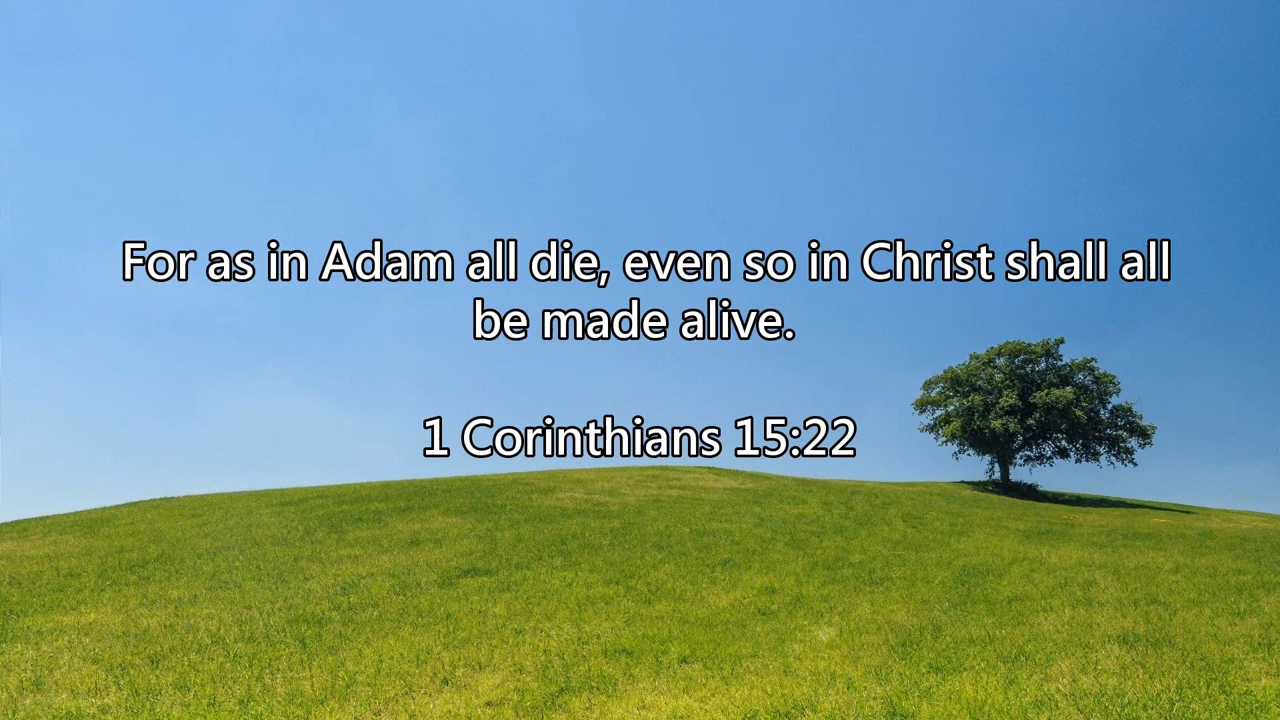 For as in Adam all die, even so in Christ shall all
be made alive.
1 Corinthians 15:22